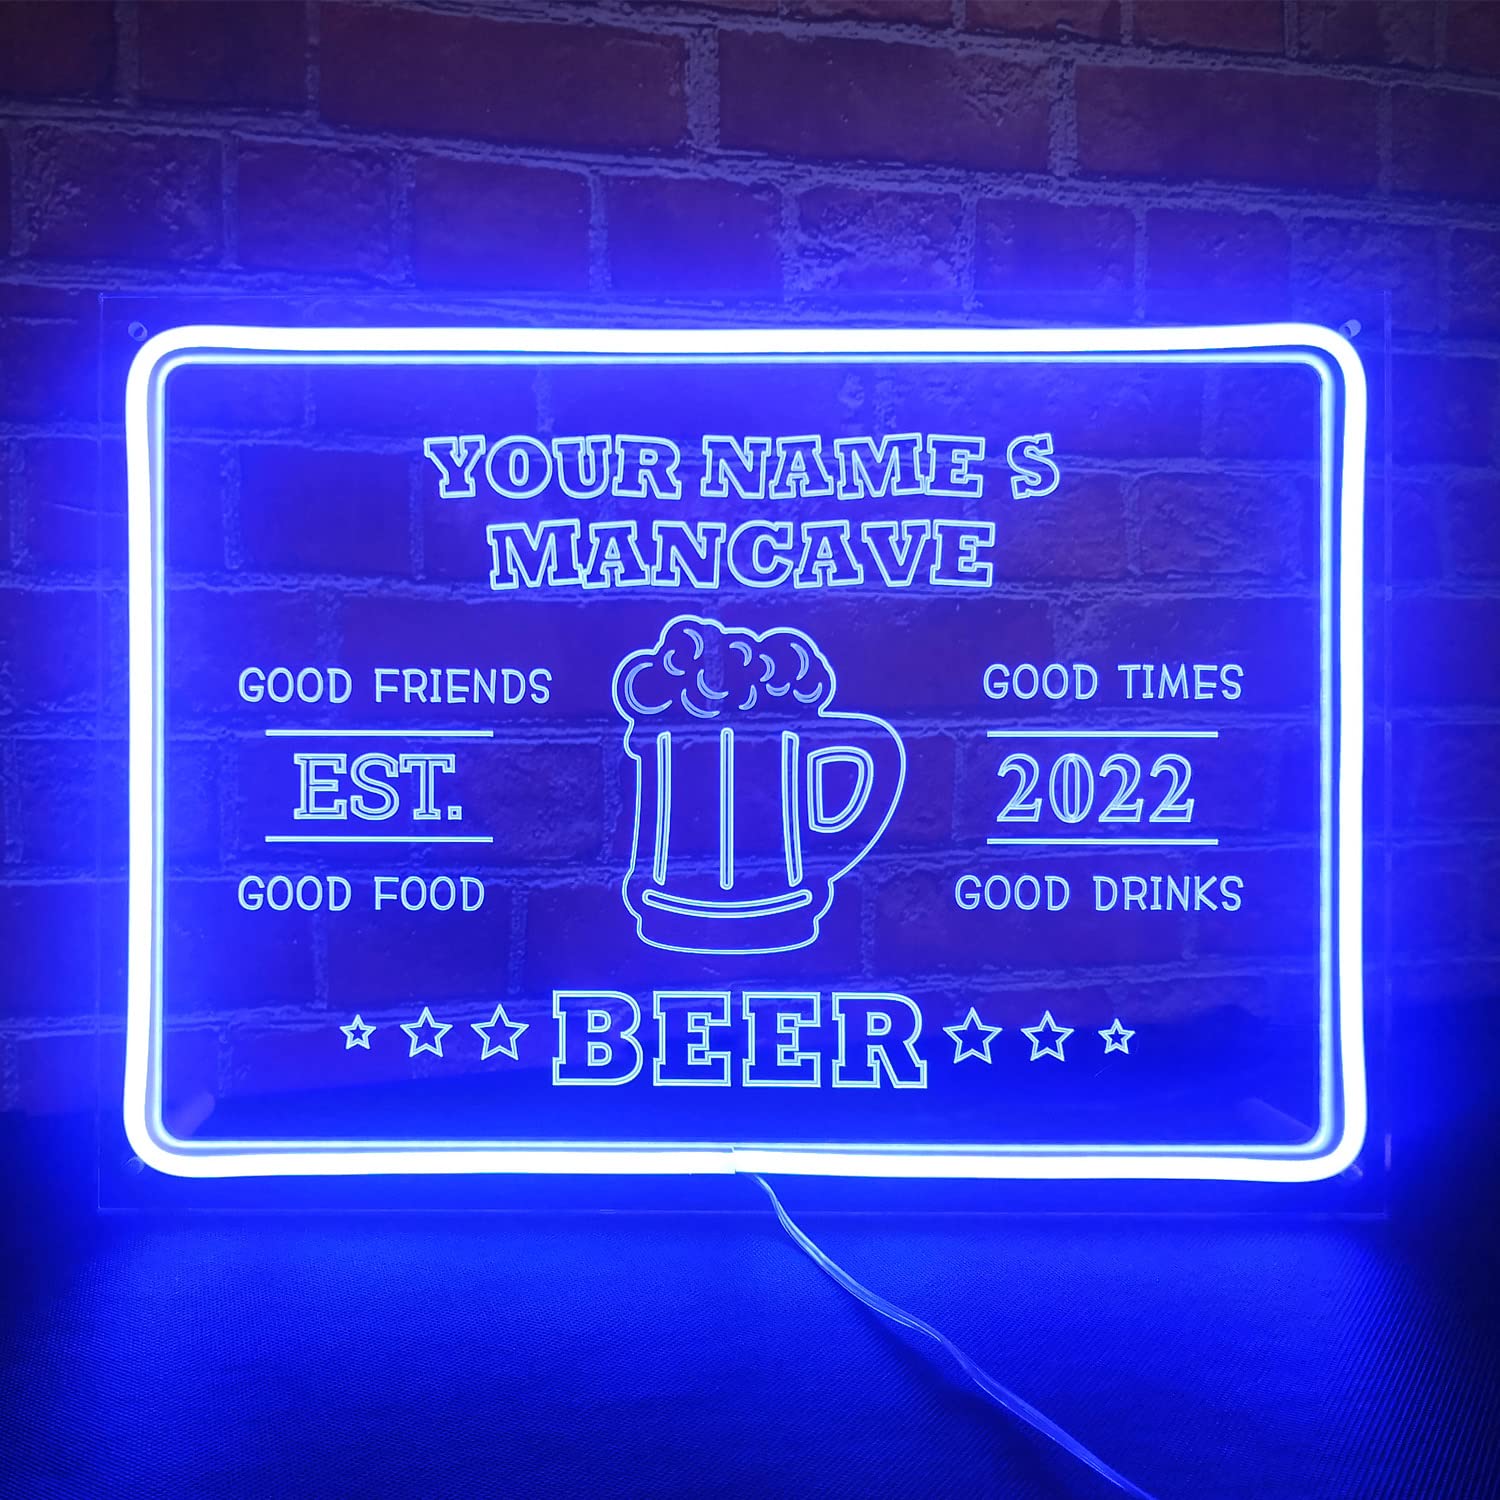 YOUR NAME S
MANCAVE
GOOD FRIENDS
EST.
GOOD FOOD
GOOD TIMES
2022
GOOD DRINKS
BEER